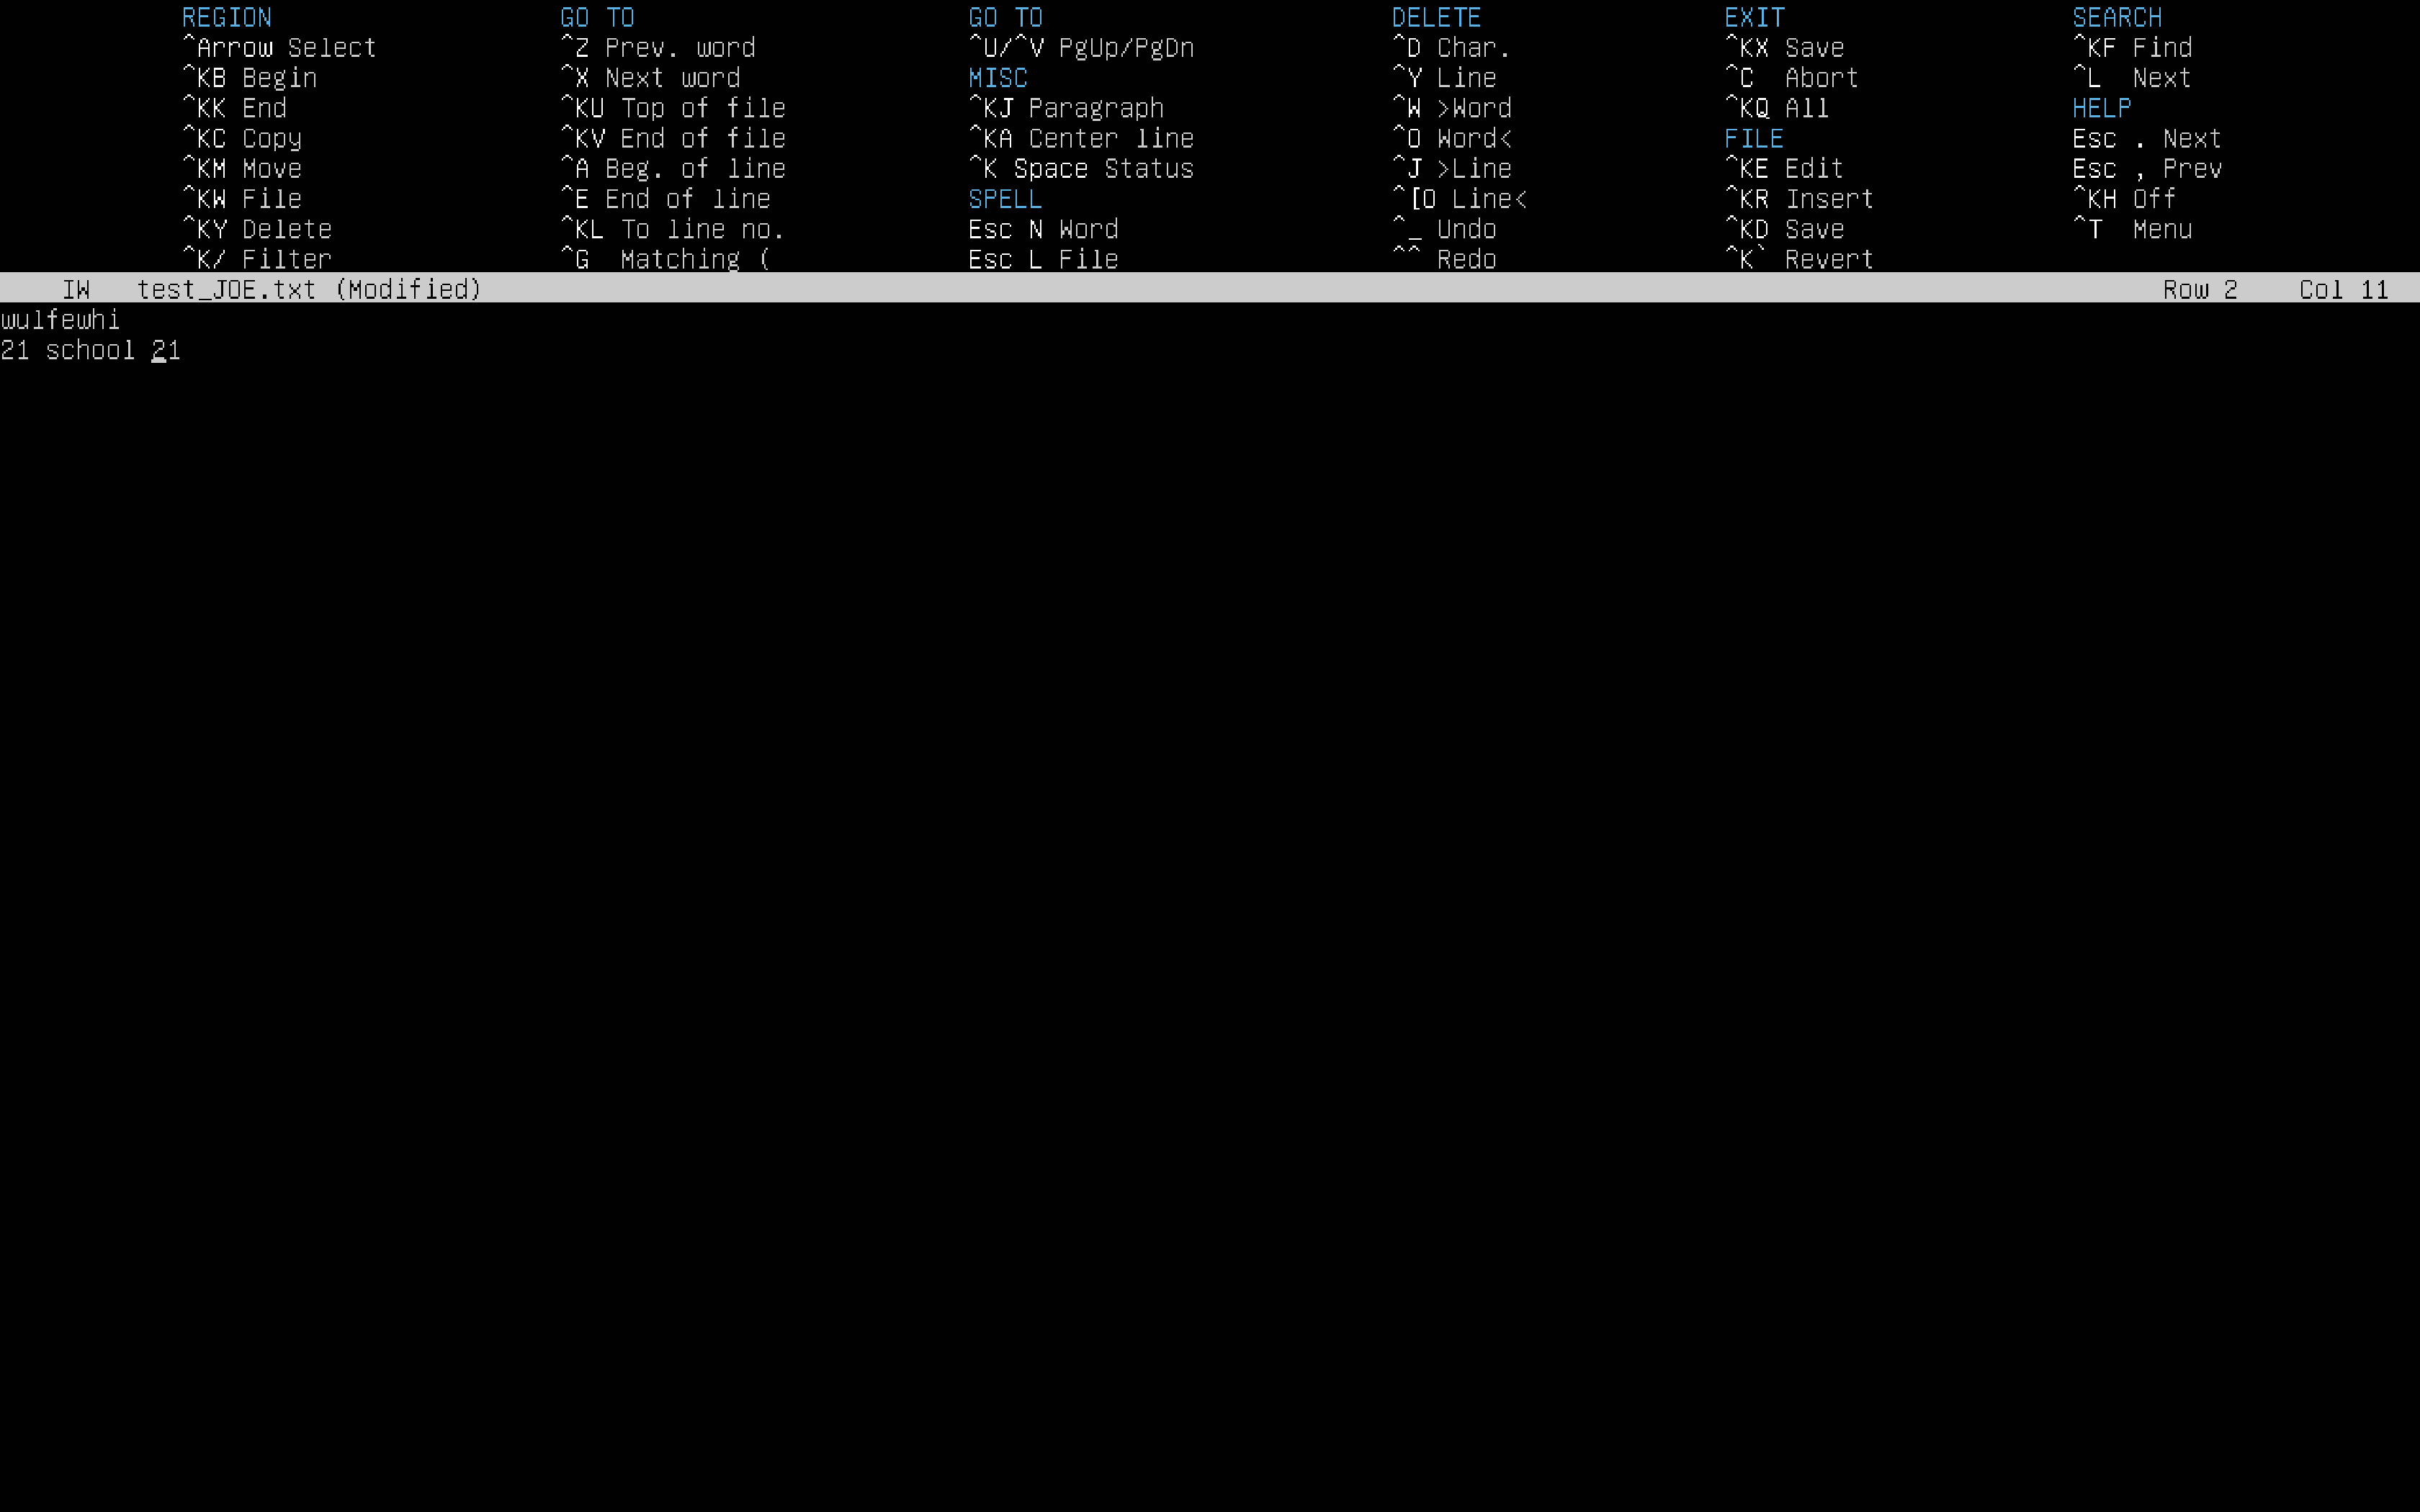 REGION GO TO GO TO DELETE EXIT SEARCH
^Arrow Select ^Z Prev. word ^U/^V PgUp/PgDn ^D Char. ^KX Save ^KF Find
^KB Begin ^X Next word MISC ^Y Line ^C Abort ^L Next
^KK End ^KU Top of file ^KJ Paragraph ^W >Word ^KQ All HELP
^KC Copy ^KV End of file ^KA Center line ^O Word< FILE Esc . Next
^KM Move ^A Beg. of line ^K Space Status ^J >Line ^KE Edit Esc , Prev
^KW File ^E End of line SPELL ^[O Line< ^KR Insert ^KH Off
^KY Delete ^KL To line no. Esc N Word ^_ Undo ^KD Save ^T Menu
^K/ Filter ^G Matching ( Esc L File ^^ Redo ^K` Revert
IW test_JOE.txt (Modified) Row 2 Col 11
wulfewhi
21 school 21